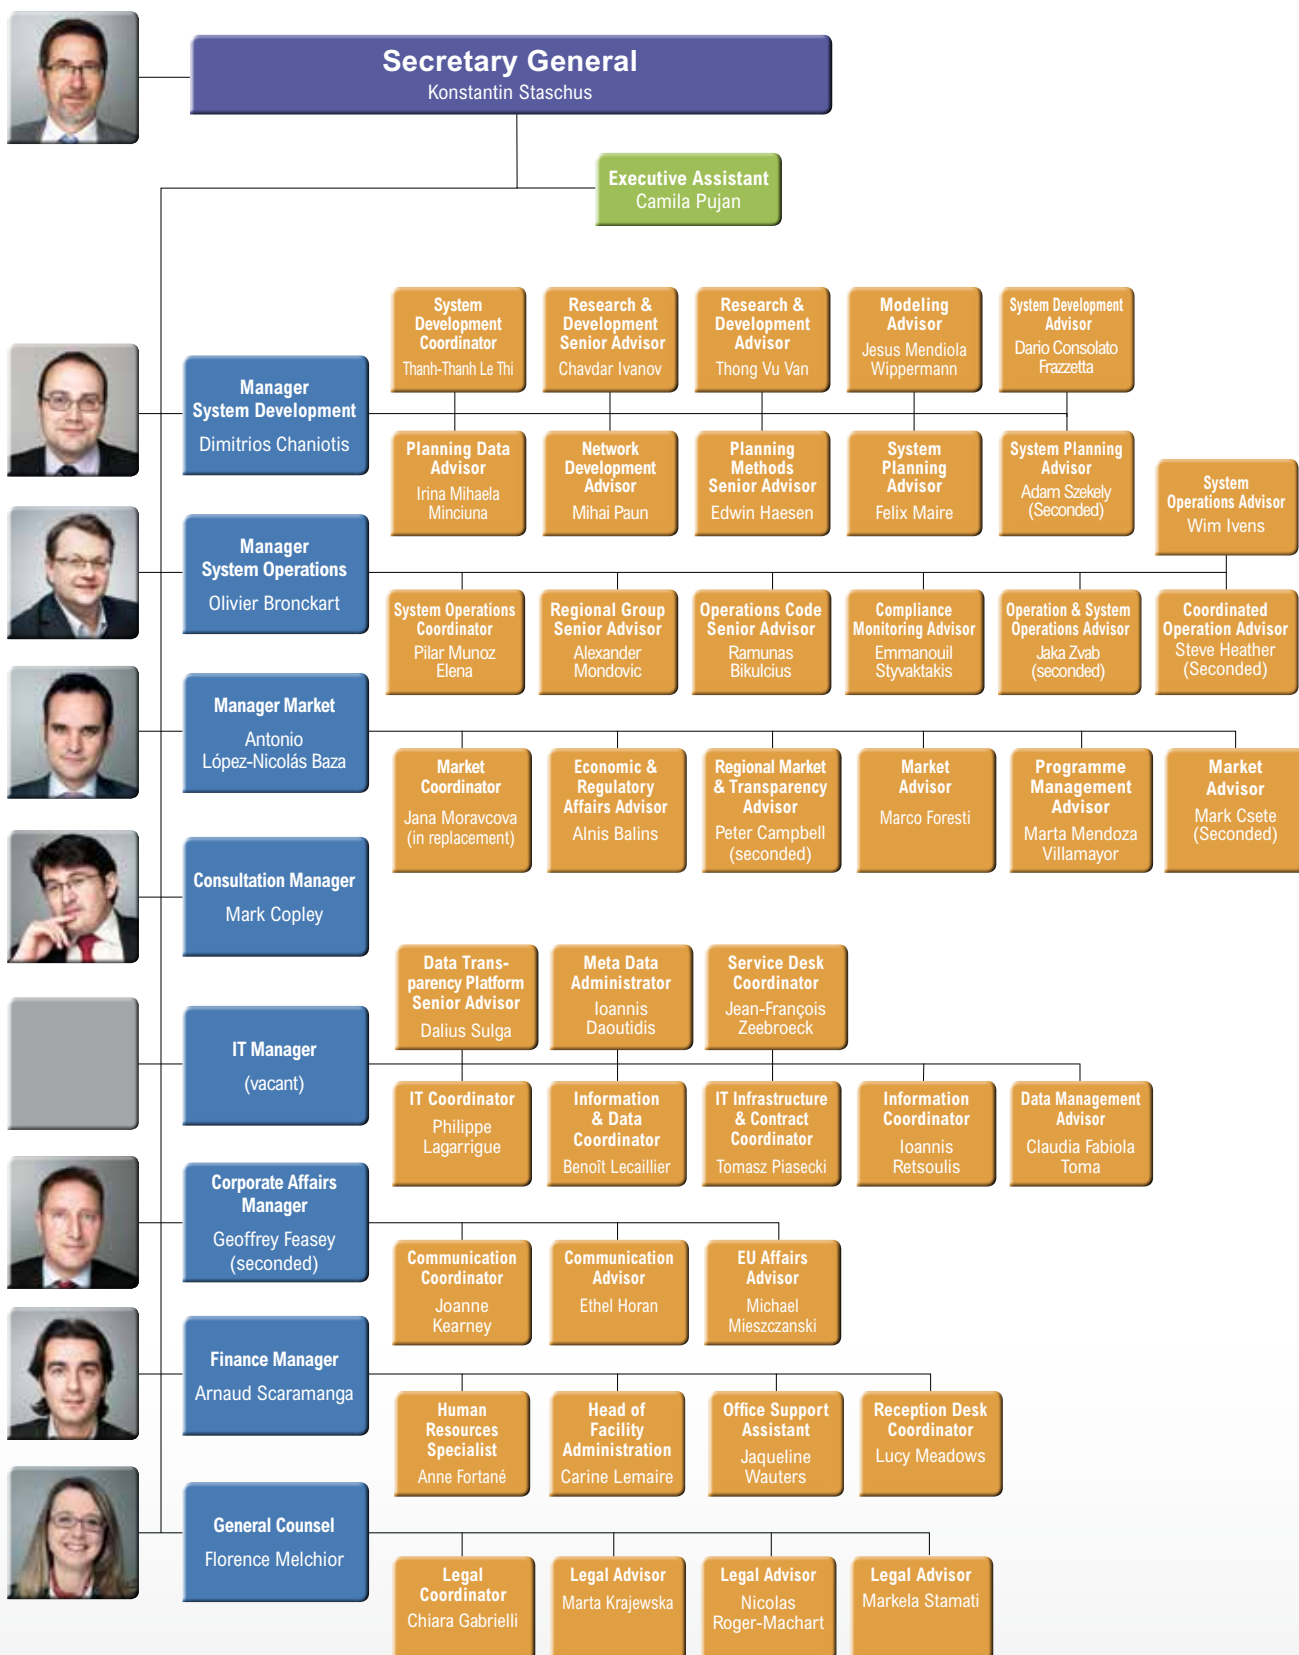 Secretary General
Konstantin Staschus
Executive Assistant
Camila Pujan
System
Development
Coordinator
Thanh-Thanh Le Thi
Research &
Development
Senior Advisor
Chavdar Ivanov
Research &
Development
Advisor
Thong Vu Van
Modeling
Advisor
Jesus Mendiola
Wippermann
System Development
Advisor
Dario Consolato
Frazzetta
Manager
System Development
Dimitrios Chaniotis
Planning Data
Advisor
Irina Mihaela
Minciuna
Network
Development
Advisor
Mihai Paun
Planning
Methods
Senior Advisor
Edwin Haesen
System
Planning
Advisor
Felix Maire
System Planning
Advisor
Adam Szekely
(Seconded)
System
Operations Advisor
Wim Ivens
Manager
System Operations
Olivier Bronckart
System Operations
Coordinator
Pilar Munoz
Elena
Regional Group
Senior Advisor
Alexander
Mondovic
Operations Code
Senior Advisor
Ramunas
Bikulcius
Compliance
Monitoring Advisor
Emmanouil
Styvaktakis
Operation & System
Operations Advisor
Jaka Zvab
(seconded)
Coordinated
Operation Advisor
Steve Heather
(Seconded)
Manager Market
Antonio
López-Nicolás Baza
Market
Coordinator
Jana Moravcova
(in replacement)
Economic &
Regulatory
Affairs Advisor
Alnis Balins
Regional Market
& Transparency
Advisor
Peter Campbell
(seconded)
Market
Advisor
Marco Foresti
Programme
Management
Advisor
Marta Mendoza
Villamayor
Market
Advisor
Mark Csete
(Seconded)
Consultation Manager
Mark Copley
Data Trans-
parency Platform
Senior Advisor
Dalius Sulga
Meta Data
Administrator
Ioannis
Daoutidis
Service Desk
Coordinator
Jean-François
Zeebroeck
IT Manager
(vacant)
IT Coordinator
Philippe
Lagarrigue
Information
& Data
Coordinator
Benoît Lecaillier
IT Infrastructure
& Contract
Coordinator
Tomasz Piasecki
Information
Coordinator
Ioannis
Retsoulis
Data Management
Advisor
Claudia Fabiola
Toma
Corporate Affairs
Manager
Geoffrey Feasey
(seconded)
Communication
Coordinator
Joanne
Kearney
Communication
Advisor
Ethel Horan
EU Affairs
Advisor
Michael
Mieszczanski
Finance Manager
Arnaud Scaramanga
Human
Resources
Specialist
Anne Fortané
Head of
Facility
Administration
Carine Lemaire
Office Support
Assistant
Jaqueline
Wauters
Reception Desk
Coordinator
Lucy Meadows
General Counsel
Florence Melchior
Legal
Coordinator
Chiara Gabrielli
Legal Advisor
Marta Krajewska
Legal Advisor
Nicolas
Roger-Machart
Legal Advisor
Markela Stamati